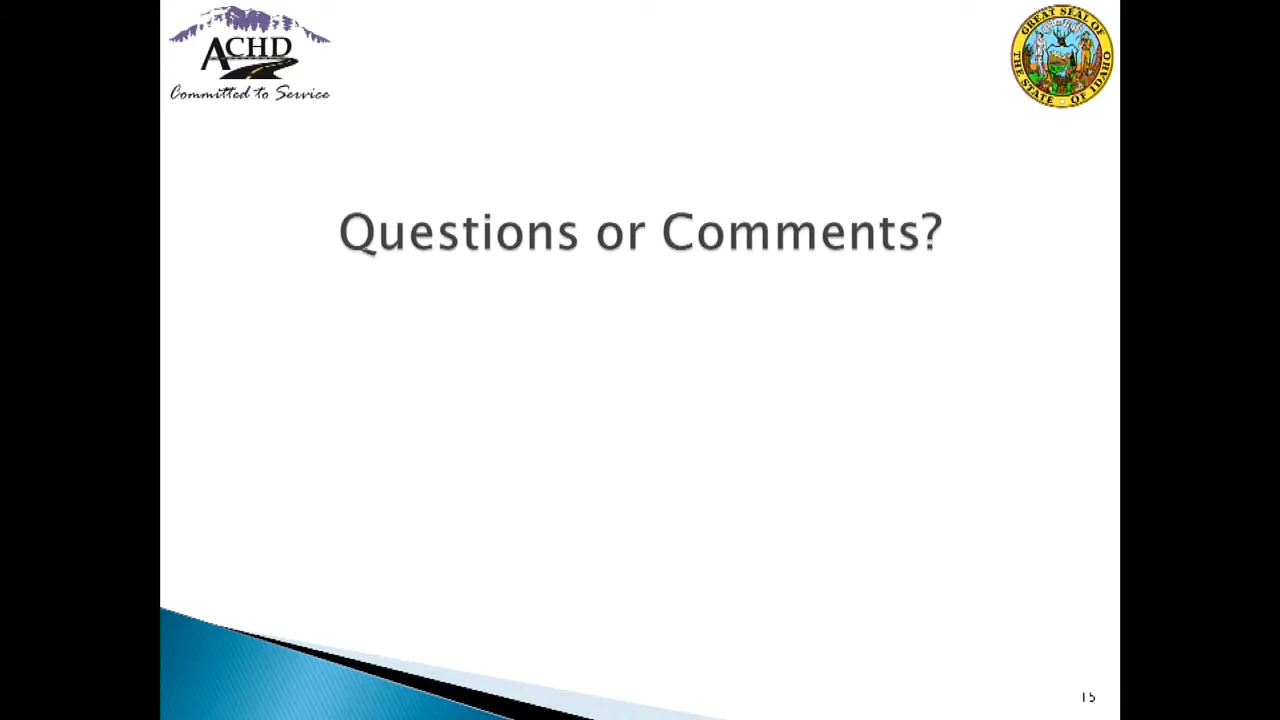 ACHD
Committed to Service
GREAT SEAL OF
THE STATE OF IDAHO
Questions or Comments?
15